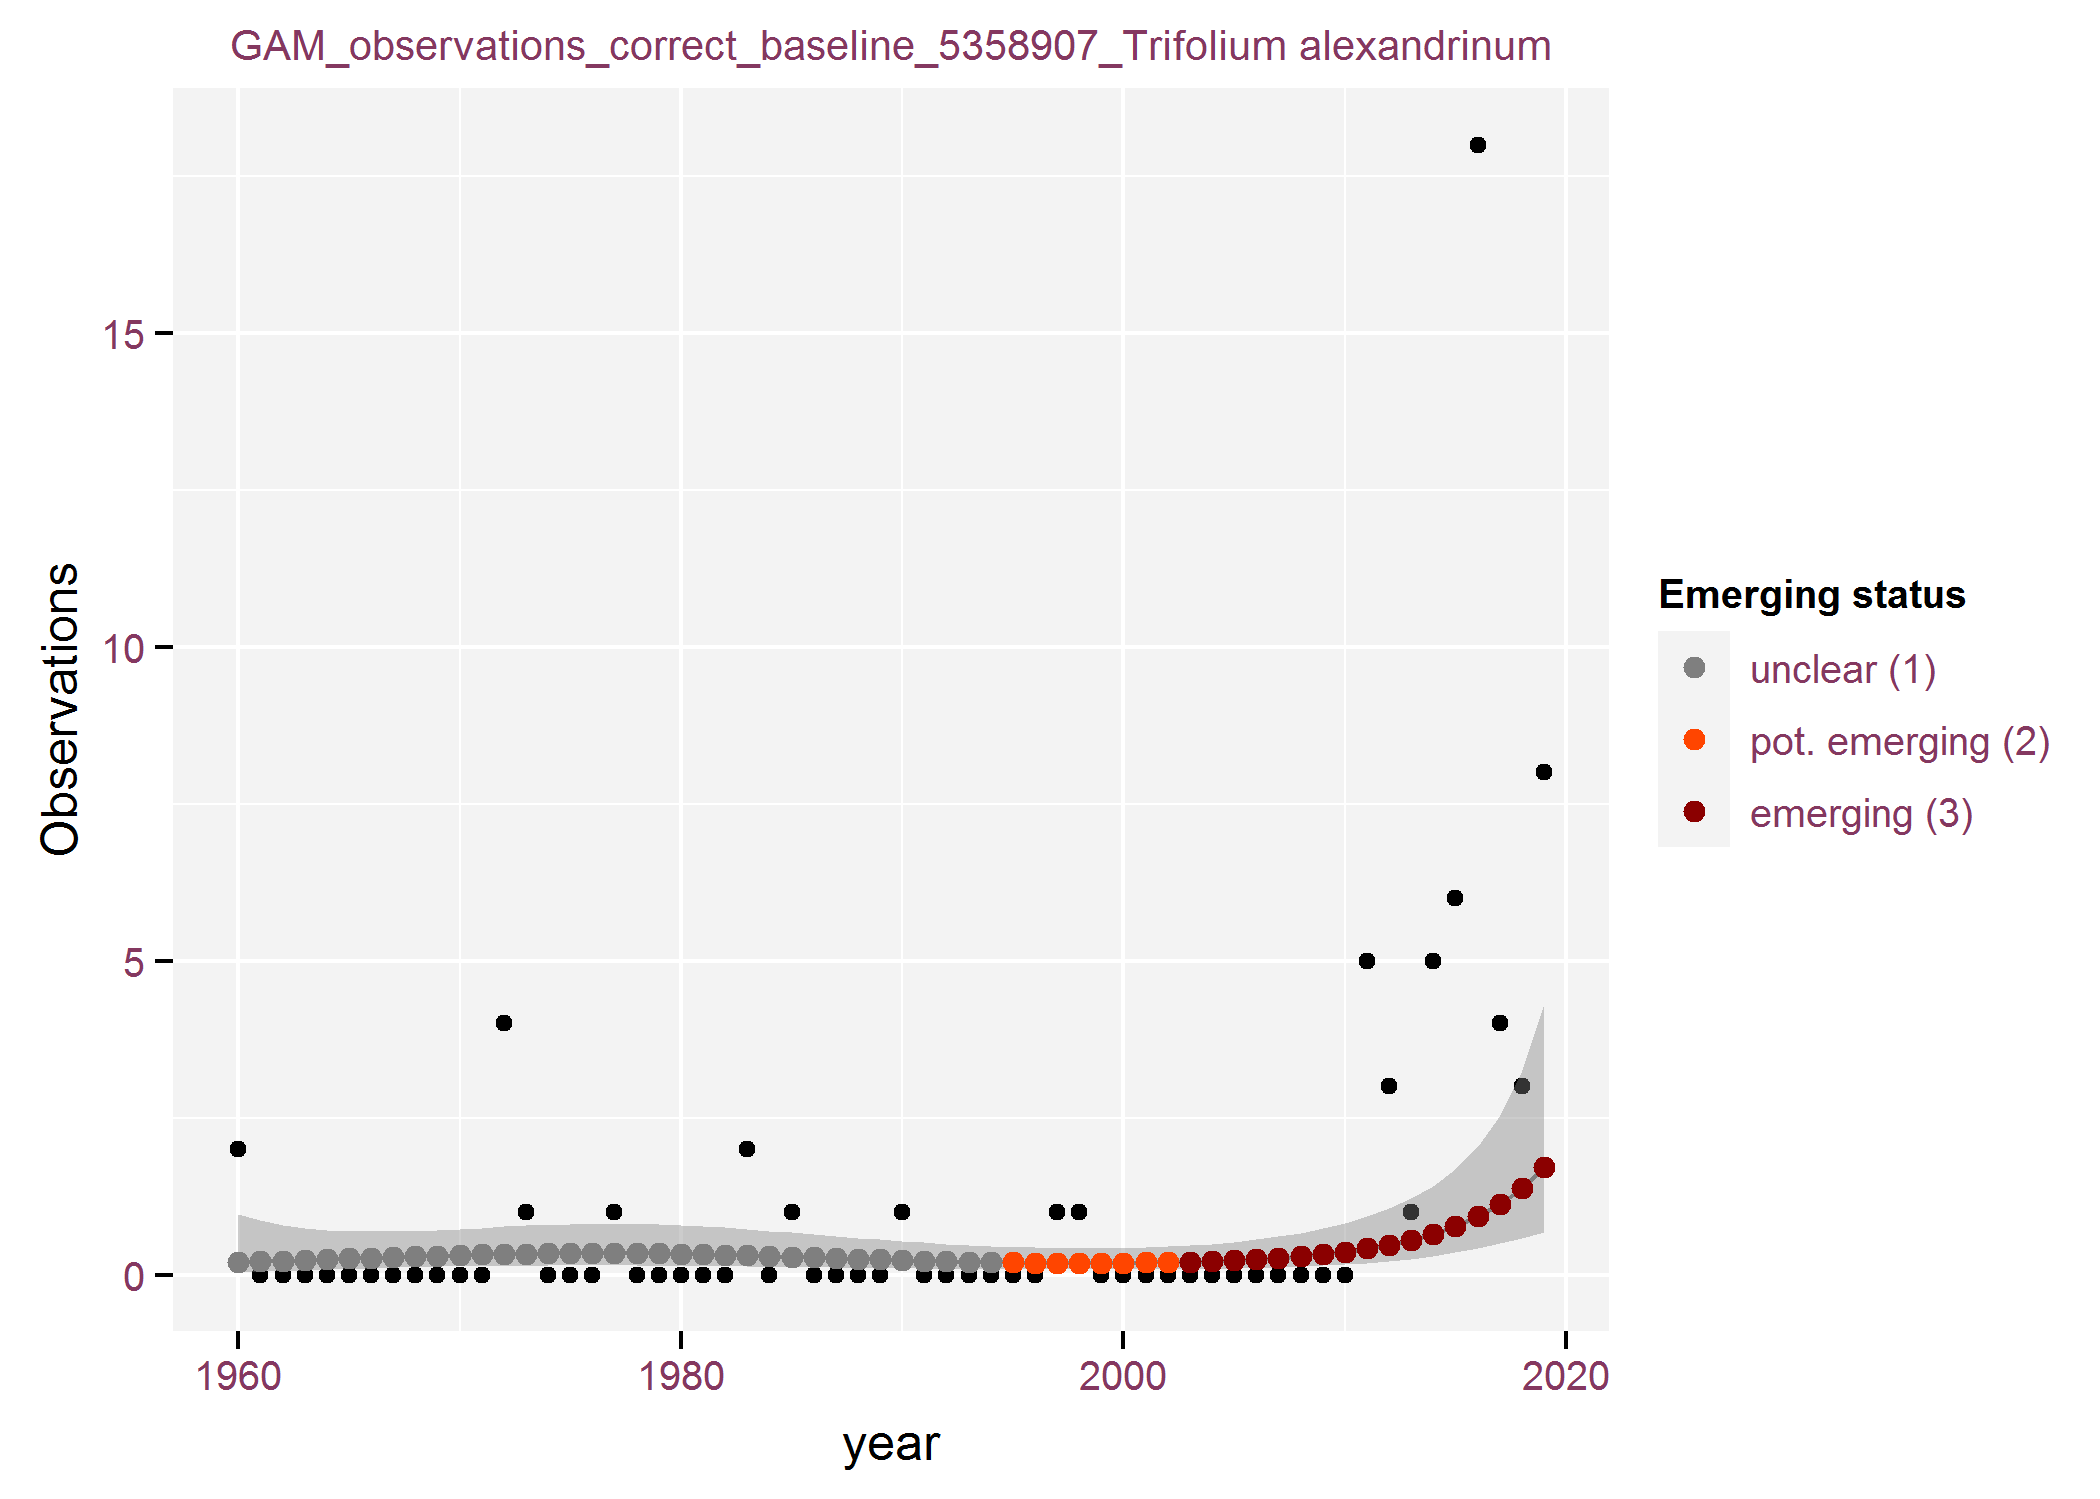 GAM_observations_correct_baseline_5358907_Trifolium alexandrinum
Observations
15
10
5
0
1960
1980
2000
2020
year
Emerging status
unclear (1)
pot. emerging (2)
emerging (3)